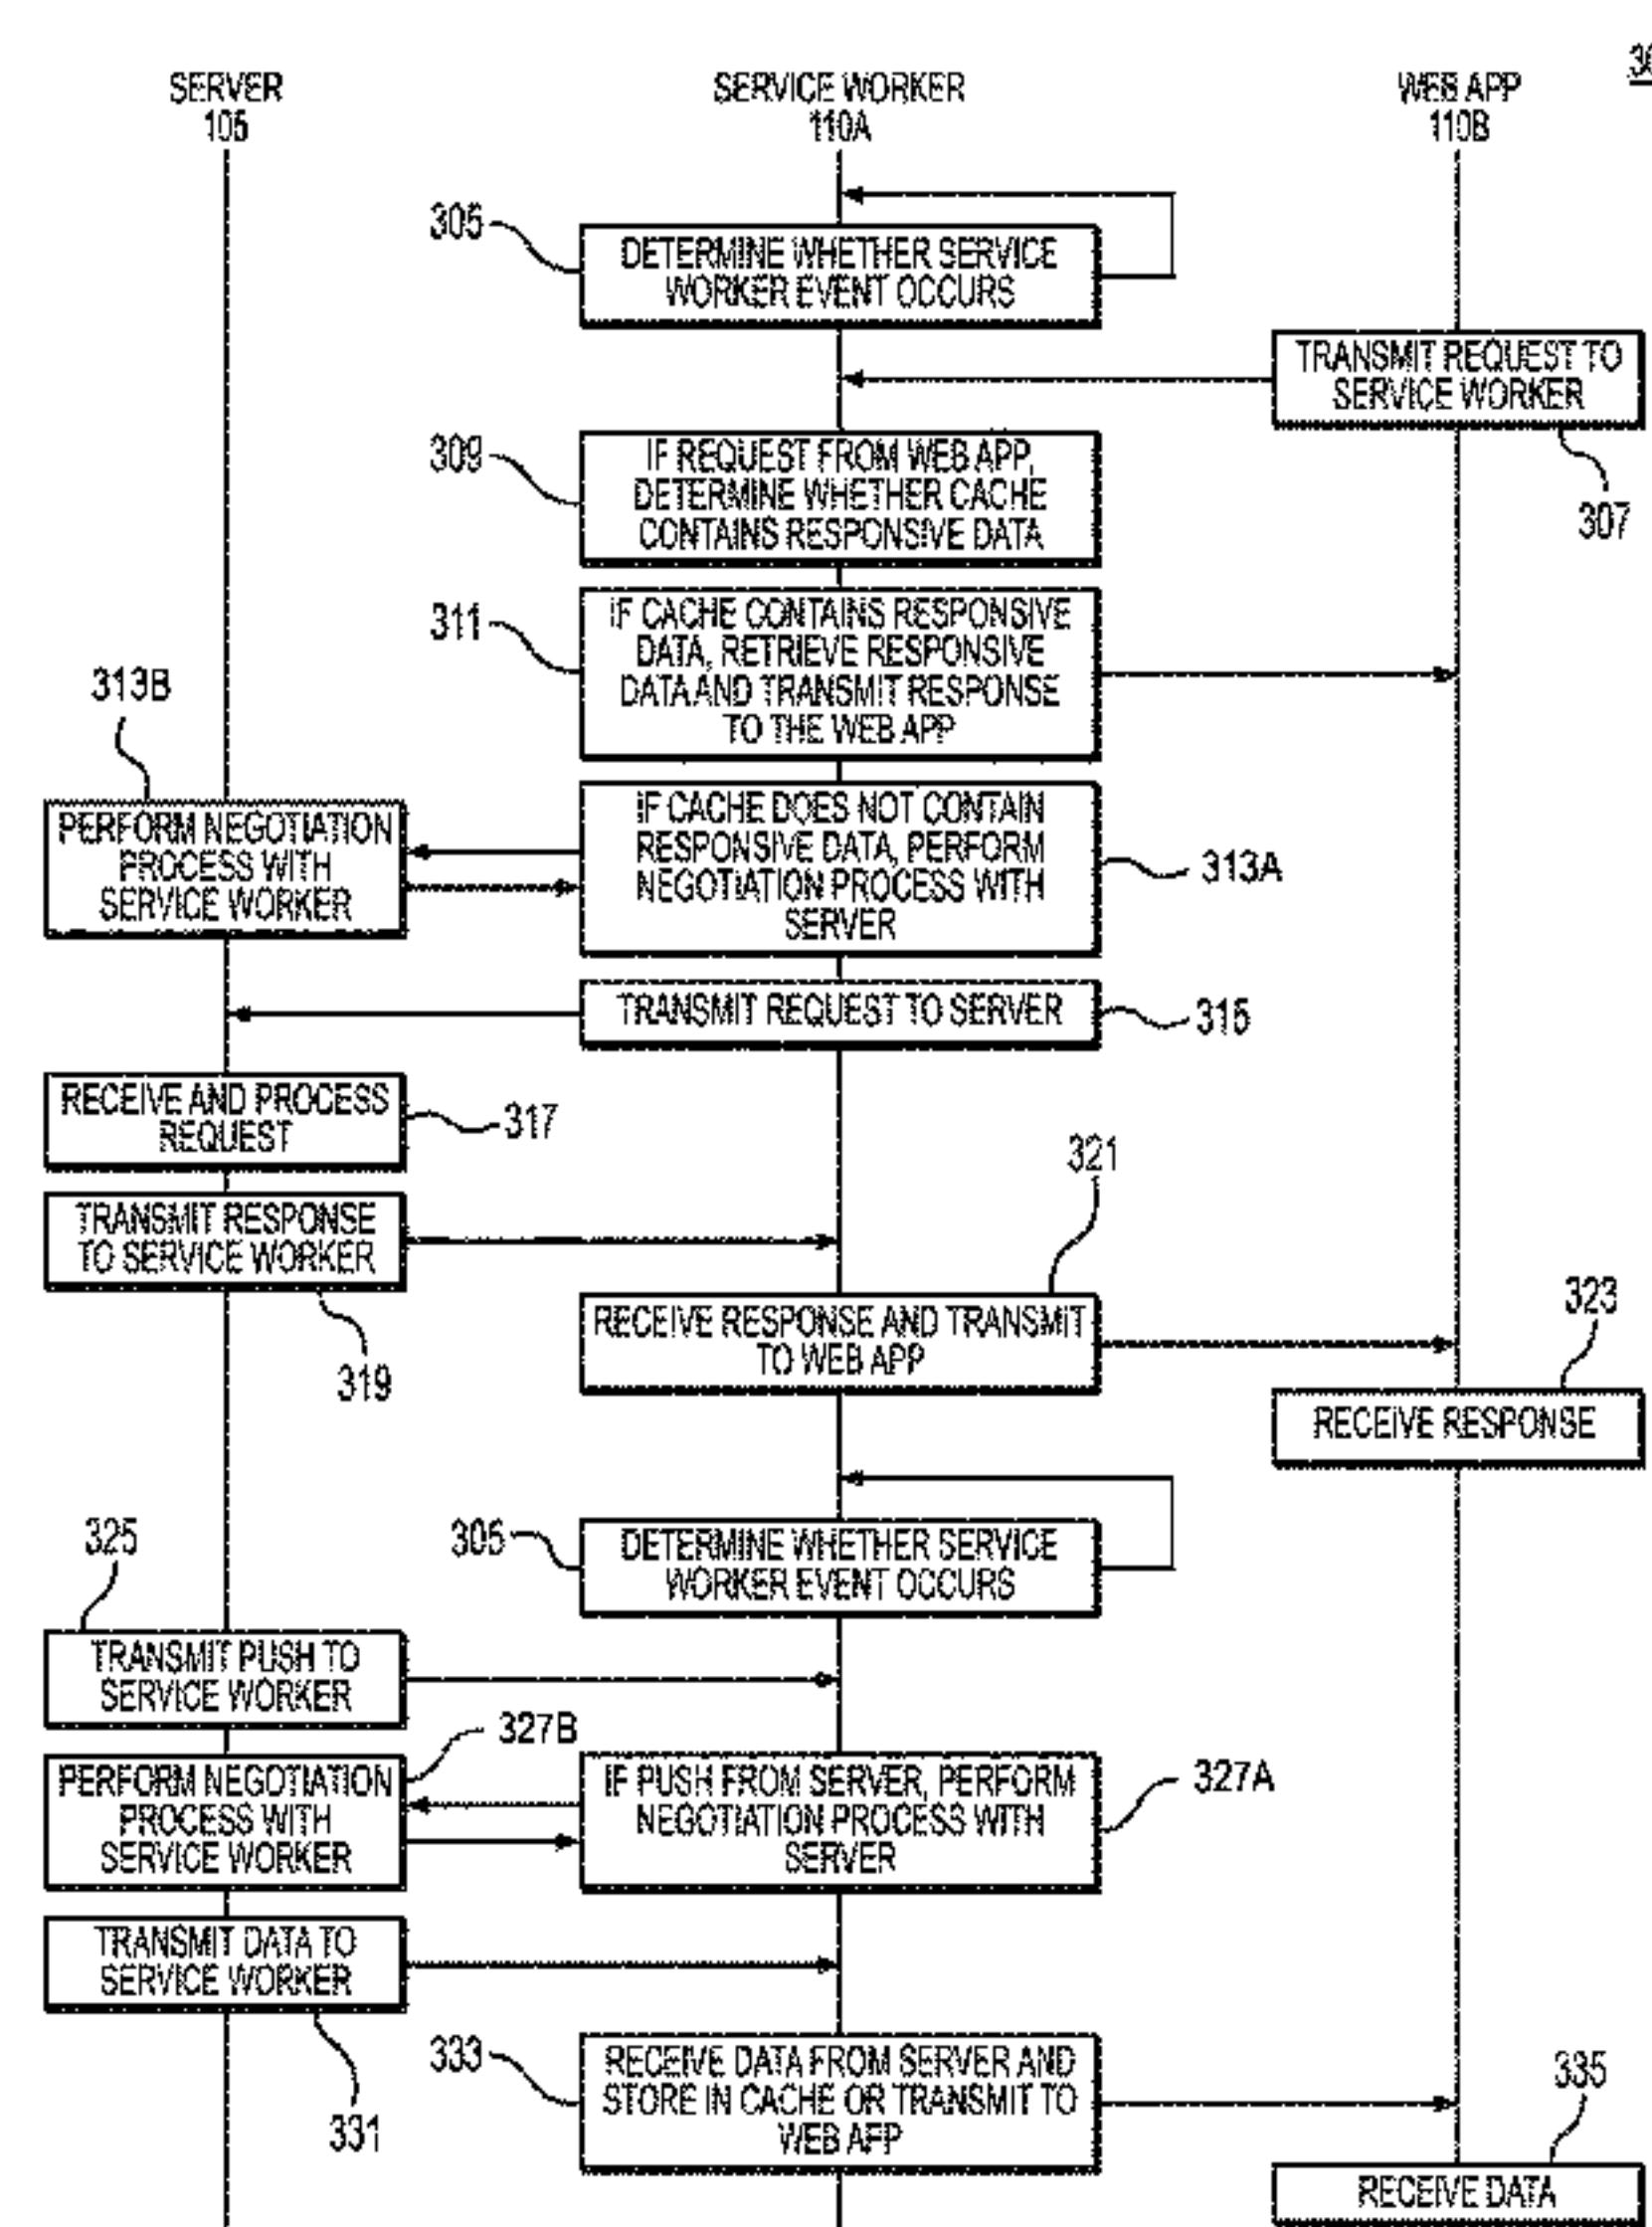 30
SERVER
105
SERVICE WORKER
110A
WEB APP
110B
305
DETERMINE WHETHER SERVICE
WORKER EVENT OCCURS
TRANSMIT REQUEST TO
SERVICE WORKER
307
309
IF REQUEST FROM WEB APP,
DETERMINE WHETHER CACHE
CONTAINS RESPONSIVE DATA
311
IF CACHE CONTAINS RESPONSIVE
DATA, RETRIEVE RESPONSIVE
DATA AND TRANSMIT RESPONSE
TO THE WEB APP
313B
PERFORM NEGOTIATION
PROCESS WITH
SERVICE WORKER
IF CACHE DOES NOT CONTAIN
RESPONSIVE DATA, PERFORM
NEGOTIATION PROCESS WITH
SERVER
313A
TRANSMIT REQUEST TO SERVER
315
RECEIVE AND PROCESS
REQUEST
317
TRANSMIT RESPONSE
TO SERVICE WORKER
319
321
RECEIVE RESPONSE AND TRANSMIT
TO WEB APP
323
RECEIVE RESPONSE
305
DETERMINE WHETHER SERVICE
WORKER EVENT OCCURS
325
TRANSMIT PUSH TO
SERVICE WORKER
327B
PERFORM NEGOTIATION
PROCESS WITH
SERVICE WORKER
IF PUSH FROM SERVER, PERFORM
NEGOTIATION PROCESS WITH
SERVER
327A
TRANSMIT DATA TO
SERVICE WORKER
331
333
RECEIVE DATA FROM SERVER AND
STORE IN CACHE OR TRANSMIT TO
WEB APP
335
RECEIVE DATA